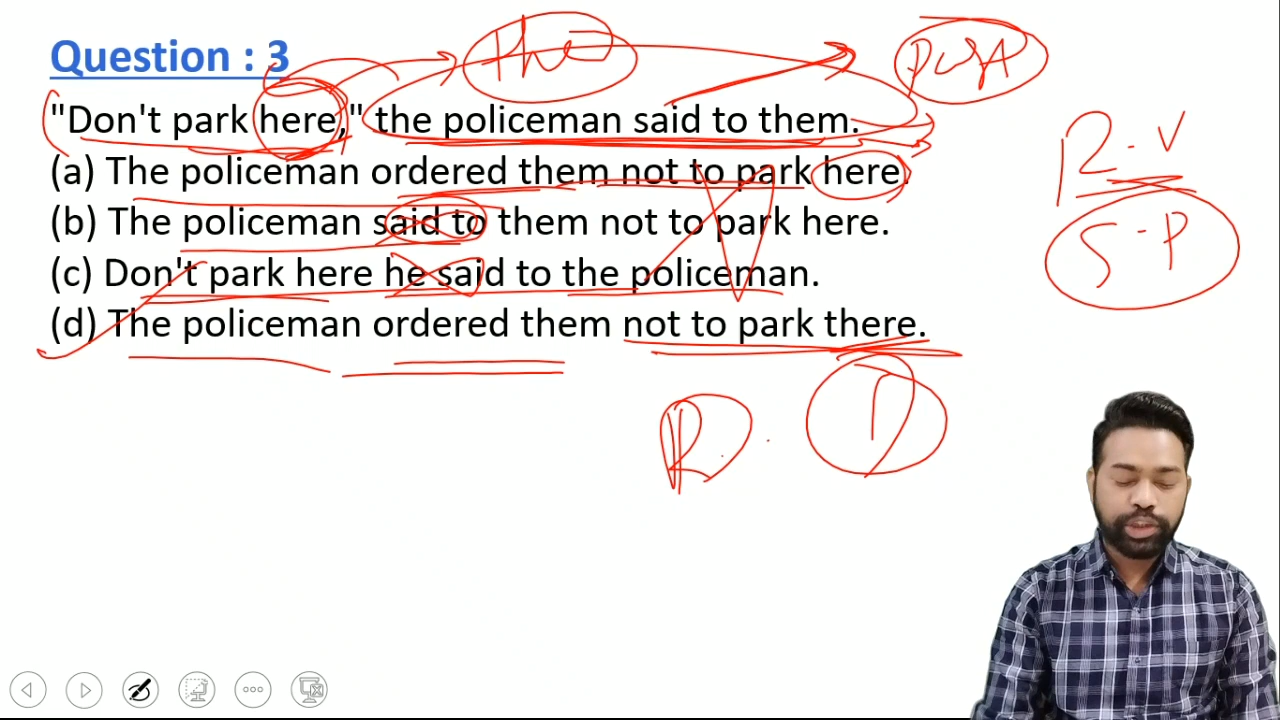 Question : 3
"Don't park here," the policeman said to them.
(a) The policeman ordered them not to park here.
(b) The policeman said to them not to park here.
(c) Don't park here he said to the policeman.
(d) The policeman ordered them not to park there.
R.V
S.P